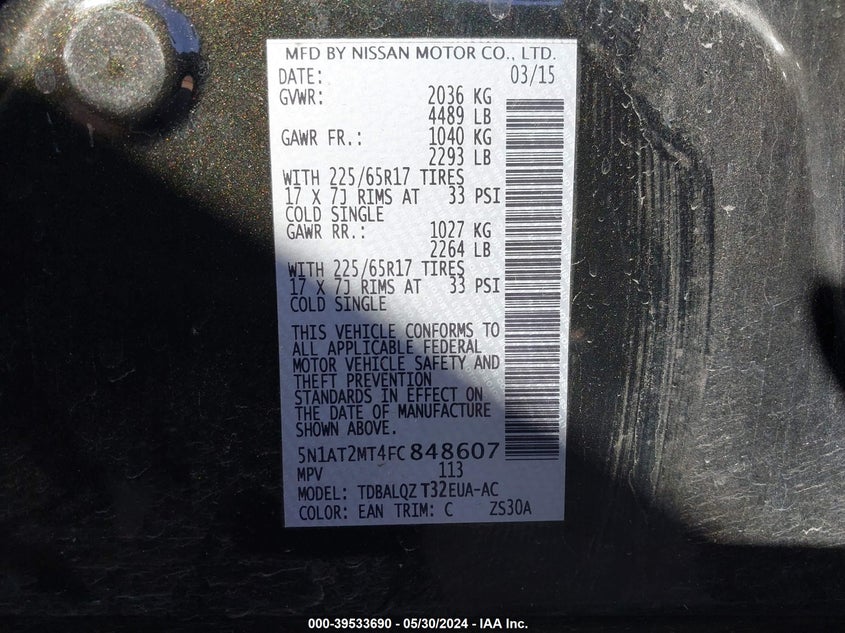 MFD BY NISSAN MOTOR CO., LTD.
DATE: 03/15
GVWR: 2036 KG
4489 LB
GAWR FR.: 1040 KG
2293 LB
WITH 225/65R17 TIRES
17 X 7J RIMS AT 33 PSI
COLD SINGLE
GAWR RR.: 1027 KG
2264 LB
WITH 225/65R17 TIRES
17 X 7J RIMS AT 33 PSI
COLD SINGLE
THIS VEHICLE CONFORMS TO
ALL APPLICABLE FEDERAL
MOTOR VEHICLE SAFETY AND
THEFT PREVENTION
STANDARDS IN EFFECT ON
THE DATE OF MANUFACTURE
SHOWN ABOVE.
5N1AT2MT4FC848607
MPV 113
MODEL: TDBALQZ T32EUA-AC
COLOR: EAN TRIM: C ZS30A
000-39533690 - 05/30/2024 - IAA Inc.